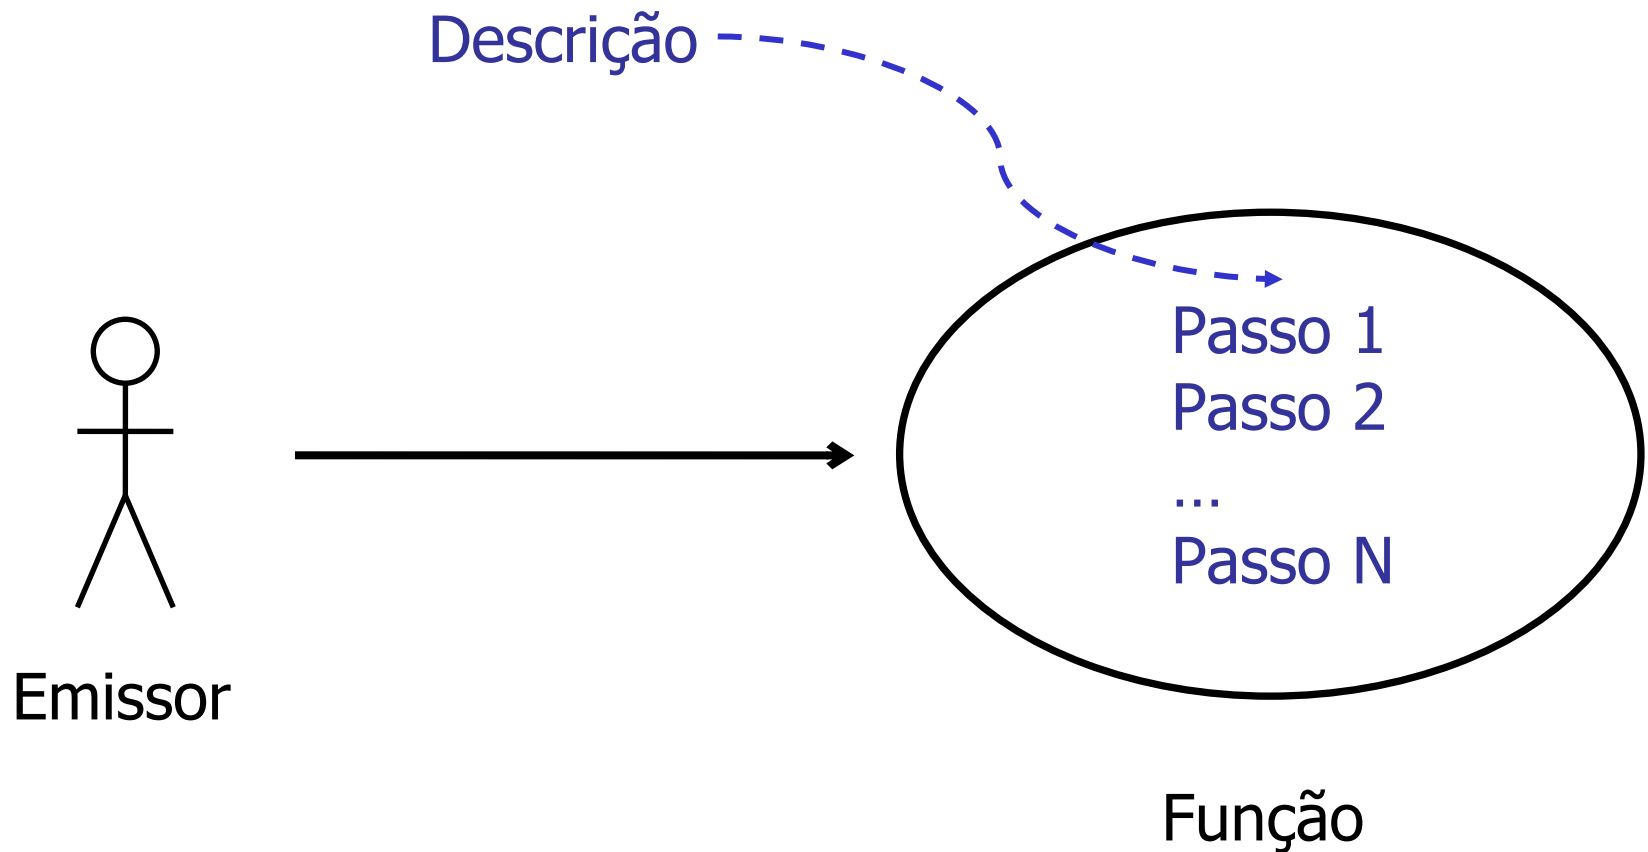 Descrição
Passo 1
Passo 2
...
Passo N
Emissor
Função